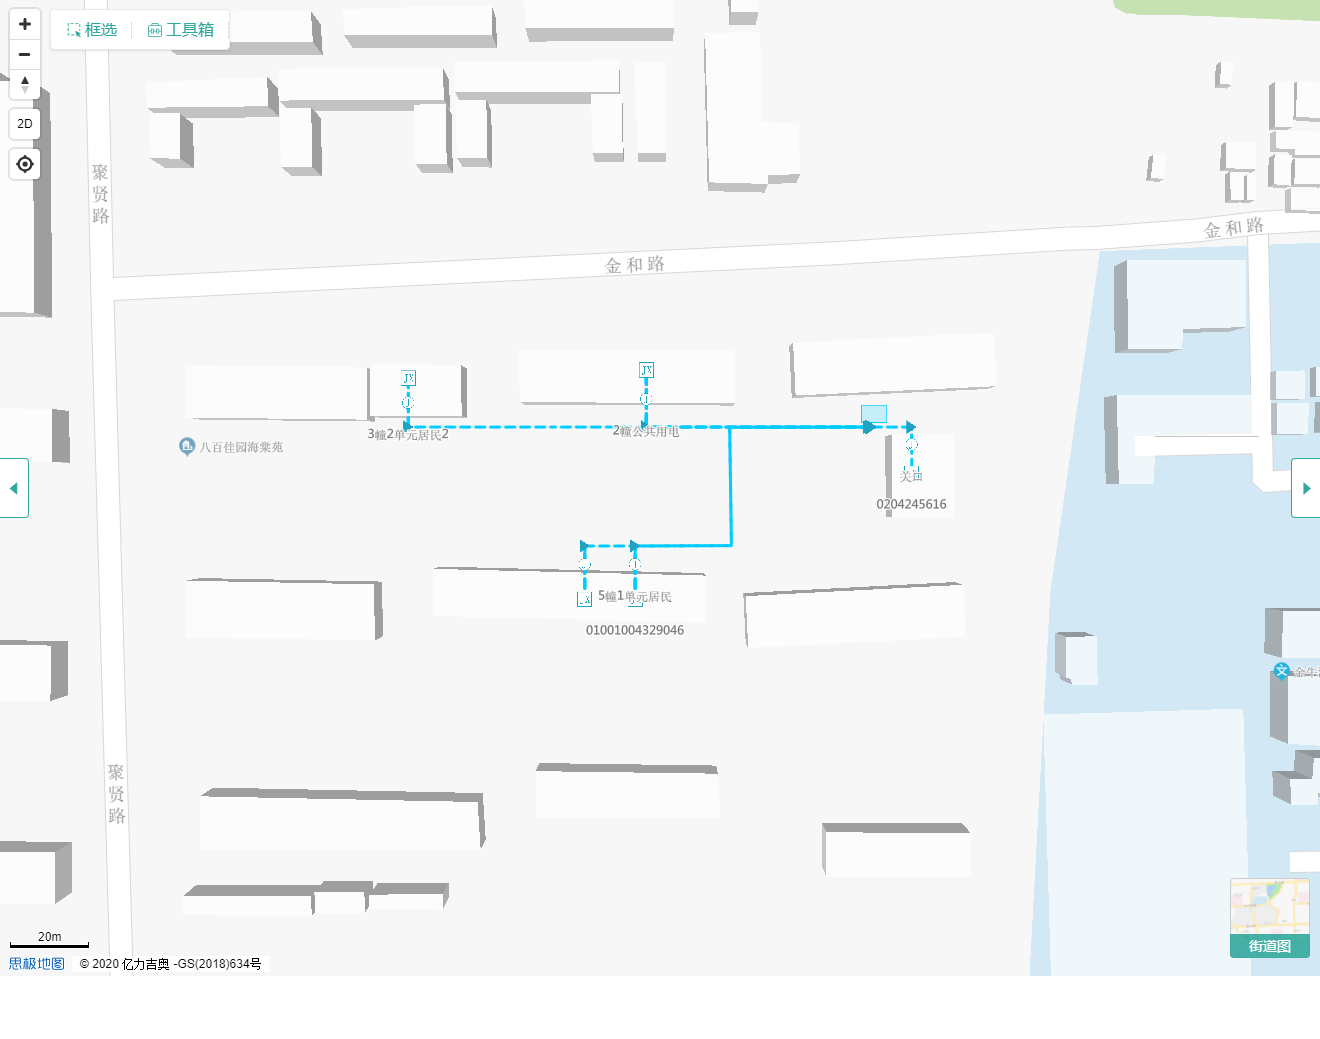 框选
工具箱
2D
聚贤路
金和路
金和路
JX
JX
3幢2单元居民2
2幢公共用电
八百佳园海棠苑
0204245616
5幢1单元居民
01001004329046
文
聚贤路
20m
街道图
思极地图
© 2020 亿力吉奥 -GS(2018)634号